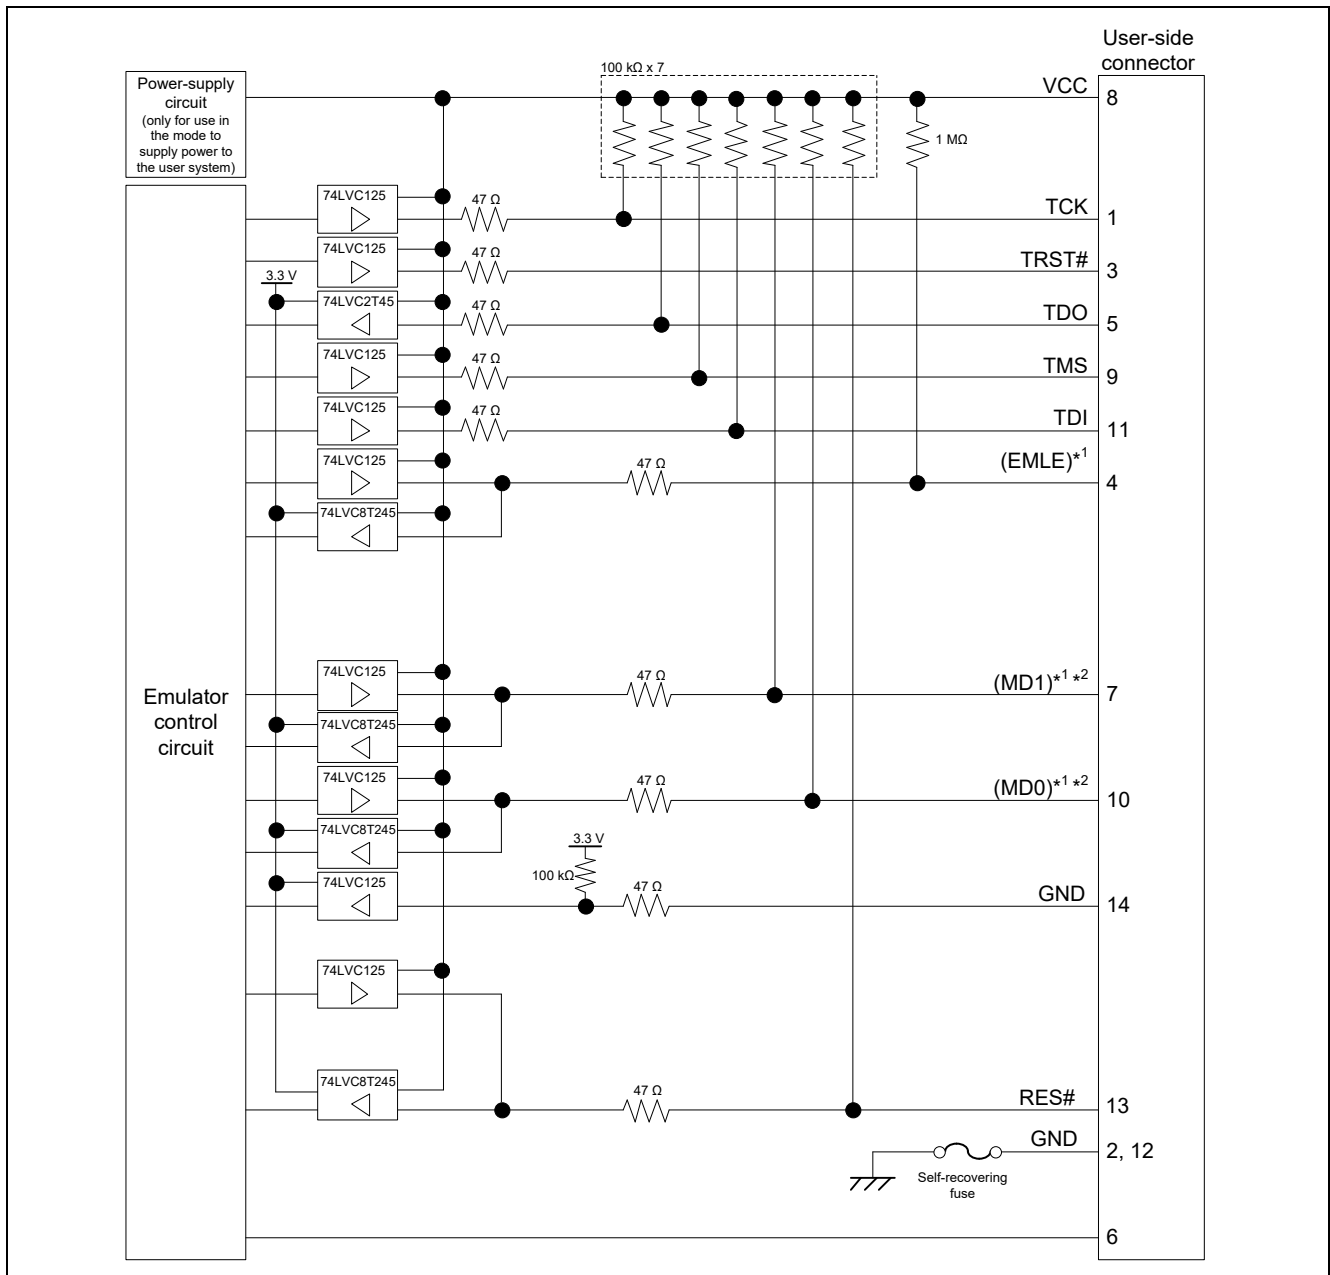 User-side
connector
Power-supply
circuit
(only for use in
the mode to
supply power to
the user system)
100 kΩ x 7
VCC
8
1 MΩ
74LVC125
47 Ω
TCK
1
74LVC125
47 Ω
TRST#
3
3.3 V
74LVC2T45
47 Ω
TDO
5
74LVC125
47 Ω
TMS
9
74LVC125
47 Ω
TDI
11
74LVC125
47 Ω
(EMLE)*1
4
74LVC8T245
Emulator
control
circuit
74LVC125
47 Ω
(MD1)*1 *2
7
74LVC8T245
74LVC125
47 Ω
(MD0)*1 *2
10
74LVC8T245
3.3 V
100 kΩ
74LVC125
47 Ω
GND
14
74LVC125
74LVC8T245
47 Ω
RES#
13
GND
2, 12
Self-recovering
fuse
6